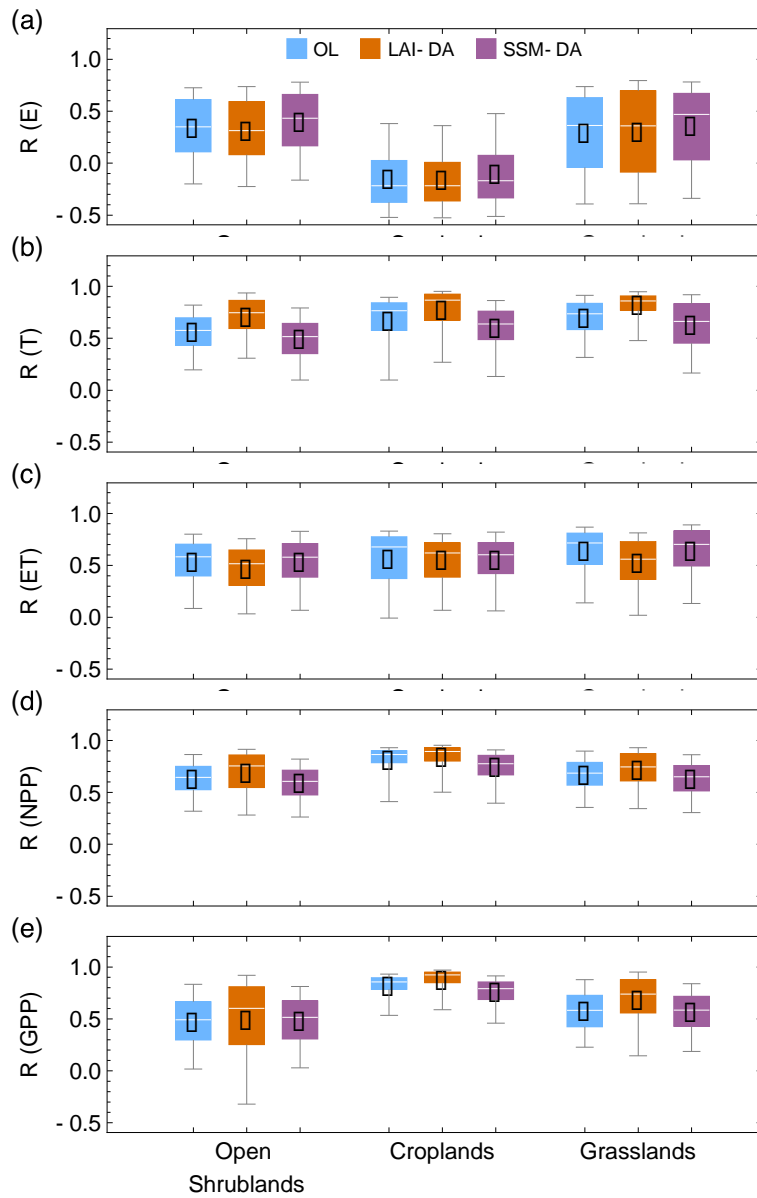 (a)
1.0
0.5
0.0
- 0.5
R (E)
OL
LAI- DA
SSM- DA
(b)
1.0
0.5
0.0
- 0.5
R (T)
(c)
1.0
0.5
0.0
- 0.5
R (ET)
(d)
1.0
0.5
0.0
- 0.5
R (NPP)
(e)
1.0
0.5
0.0
- 0.5
R (GPP)
Open
Shrublands
Croplands
Grasslands